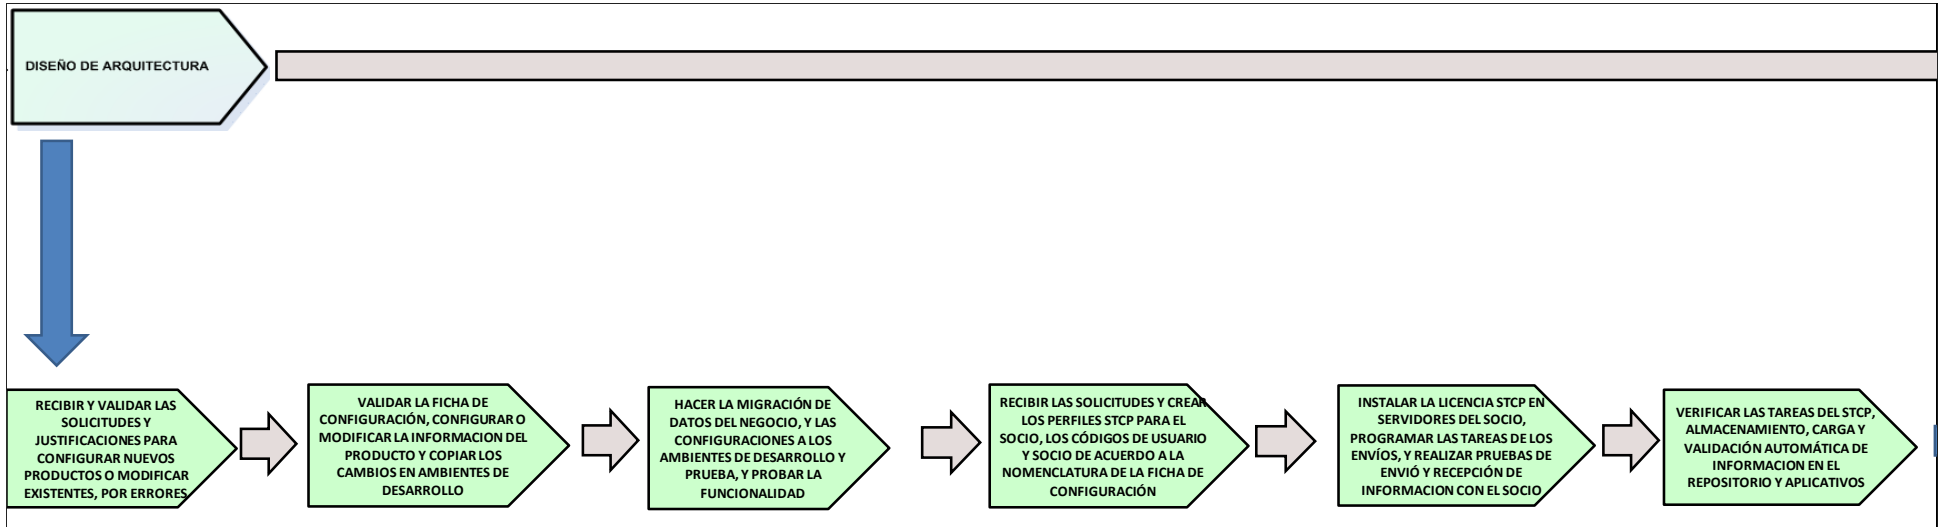 DISEÑO DE ARQUITECTURA
RECIBIR Y VALIDAR LAS
SOLICITUDES Y
JUSTIFICACIONES PARA
CONFIGURAR NUEVOS
PRODUCTOS O MODIFICAR
EXISTENTES, POR ERRORES
VALIDAR LA FICHA DE
CONFIGURACIÓN, CONFIGURAR O
MODIFICAR LA INFORMACION DEL
PRODUCTO Y COPIAR LOS
CAMBIOS EN AMBIENTES DE
DESARROLLO
HACER LA MIGRACIÓN DE
DATOS DEL NEGOCIO, Y LAS
CONFIGURACIONES A LOS
AMBIENTES DE DESARROLLO Y
PRUEBA, Y PROBAR LA
FUNCIONALIDAD
RECIBIR LAS SOLICITUDES Y CREAR
LOS PERFILES STCP PARA EL
SOCIO, LOS CÓDIGOS DE USUARIO
Y SOCIO DE ACUERDO A LA
NOMENCLATURA DE LA FICHA DE
CONFIGURACIÓN
INSTALAR LA LICENCIA STCP EN
SERVIDORES DEL SOCIO,
PROGRAMAR LAS TAREAS DE LOS
ENVÍOS, Y REALIZAR PRUEBAS DE
ENVIÓ Y RECEPCIÓN DE
INFORMACION CON EL SOCIO
VERIFICAR LAS TAREAS DEL STCP,
ALMACENAMIENTO, CARGA Y
VALIDACIÓN AUTOMÁTICA DE
INFORMACION EN EL
REPOSITORIO Y APLICATIVOS